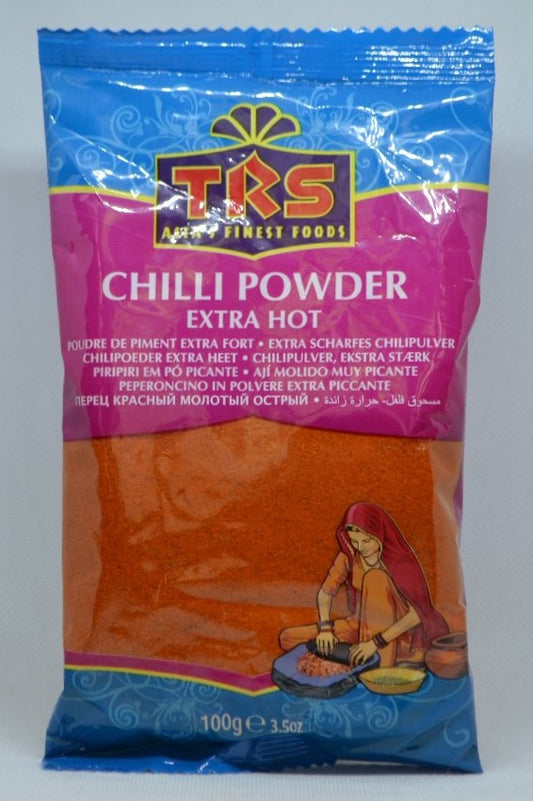 TRS
ASIA'S FINEST FOODS
CHILLI POWDER
EXTRA HOT
POUDRE DE PIMENT EXTRA FORT • EXTRA SCHARFES CHILIPULVER
CHILIPOEDER EXTRA HEET • CHILIPULVER, EKSTRA STÆRK
PIRIPIRI EM PÓ PICANTE • AJÍ MOLIDO MUY PICANTE
PEPERONCINO IN POLVERE EXTRA PICCANTE
ПЕРЕЦ КРАСНЫЙ МОЛОТЫЙ ОСТРЫЙ • مسحوق فلفل- حرارة زائدة
100g e 3.5oz